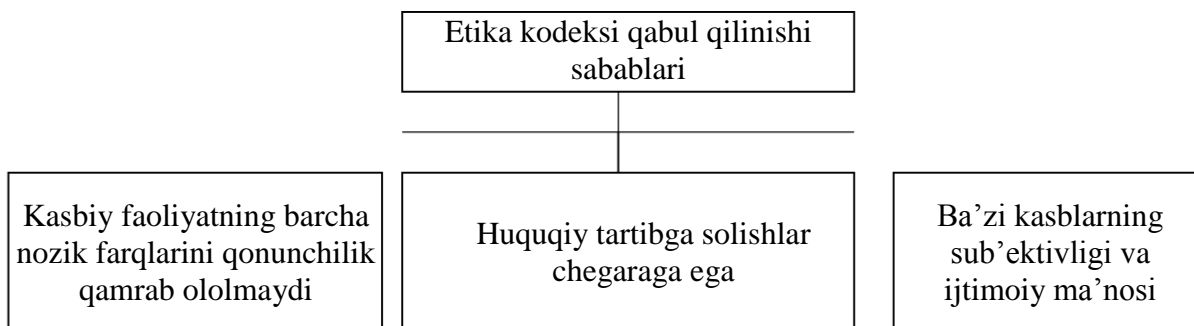 Etika kodeksi qabul qilinishi
sabablari
Kasbiy faoliyatning barcha
nozik farqlarini qonunchilik
qamrab ololmaydi
Huquqiy tartibga solishlar
chegaraga ega
Ba’zi kasblarning
sub’ektivligi va
ijtimoiy ma’nosi